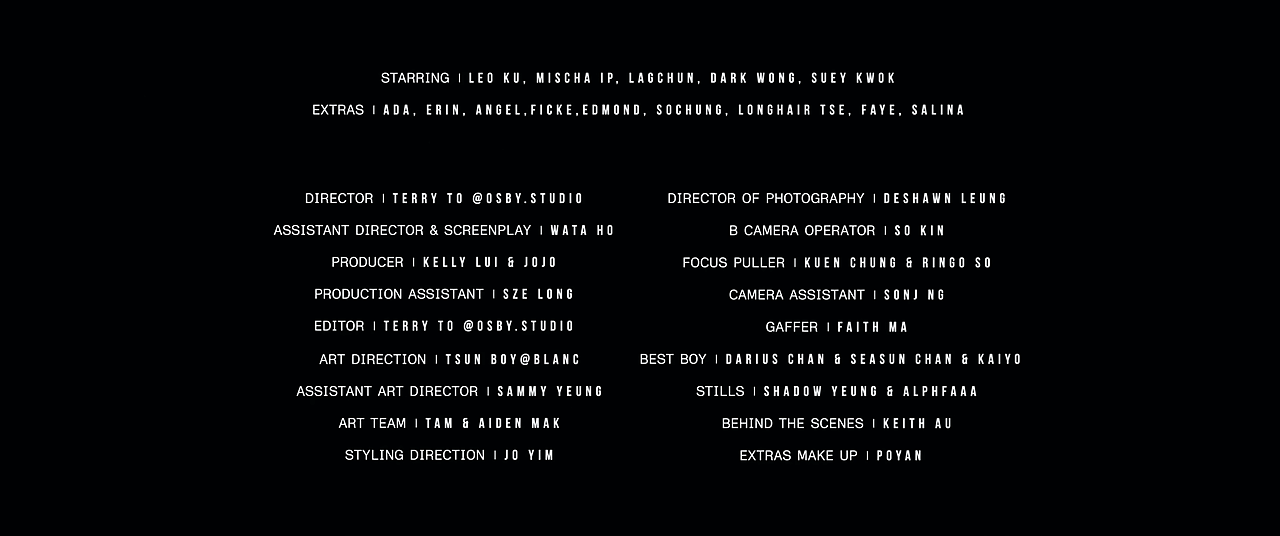 STARRING | LEO KU, MISCHA IP, LAGCHUN, DARK WONG, SUEY KWOK
EXTRAS | ADA, ERIN, ANGEL,FICKE,EDMOND, SOCHUNG, LONGHAIR TSE, FAYE, SALINA
DIRECTOR | TERRY TO @OSBY.STUDIO
ASSISTANT DIRECTOR & SCREENPLAY | WATA HO
PRODUCER | KELLY LUI & JOJO
PRODUCTION ASSISTANT | SZE LONG
EDITOR | TERRY TO @OSBY.STUDIO
ART DIRECTION | TSUN BOY@BLANC
ASSISTANT ART DIRECTOR | SAMMY YEUNG
ART TEAM | TAM & AIDEN MAK
STYLING DIRECTION | JO YIM
DIRECTOR OF PHOTOGRAPHY | DESHAWN LEUNG
B CAMERA OPERATOR | SO KIN
FOCUS PULLER | KUEN CHUNG & RINGO SO
CAMERA ASSISTANT | SONJ NG
GAFFER | FAITH MA
BEST BOY | DARIUS CHAN & SEASUN CHAN & KAIYO
STILLS | SHADOW YEUNG & ALPHFAAA
BEHIND THE SCENES | KEITH AU
EXTRAS MAKE UP | POYAN